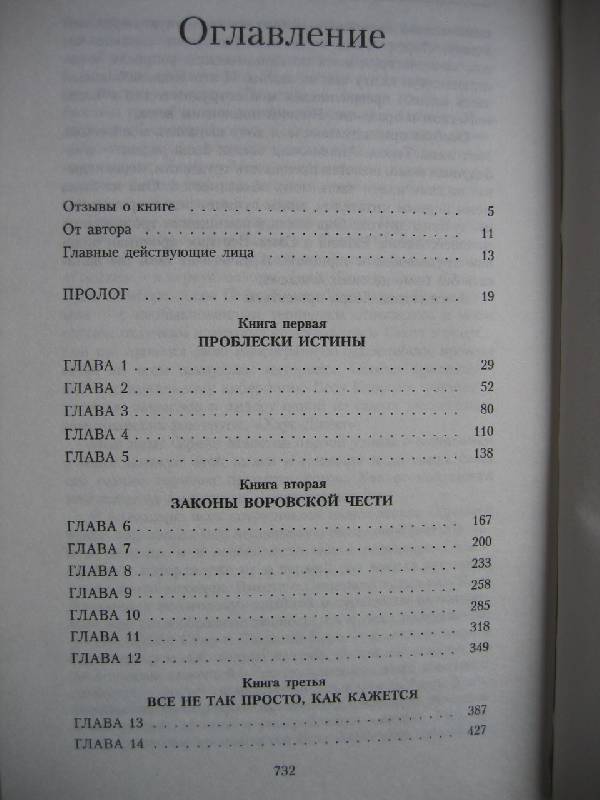 Оглавление
Отзывы о книге . . . . . . . . . . . . . . . . . . . . 5
От автора . . . . . . . . . . . . . . . . . . . . 11
Главные действующие лица . . . . . . . . . . . . . . . 13
ПРОЛОГ . . . . . . . . . . . . . . . . . . . . 19
Книга первая
ПРОБЛЕСКИ ИСТИНЫ
ГЛАВА 1 . . . . . . . . . . . . . . . . . . . . 29
ГЛАВА 2 . . . . . . . . . . . . . . . . . . . . 52
ГЛАВА 3 . . . . . . . . . . . . . . . . . . . . 80
ГЛАВА 4 . . . . . . . . . . . . . . . . . . . . 110
ГЛАВА 5 . . . . . . . . . . . . . . . . . . . . 138
Книга вторая
ЗАКОНЫ ВОРОВСКОЙ ЧЕСТИ
ГЛАВА 6 . . . . . . . . . . . . . . . . . . . . 167
ГЛАВА 7 . . . . . . . . . . . . . . . . . . . . 200
ГЛАВА 8 . . . . . . . . . . . . . . . . . . . . 233
ГЛАВА 9 . . . . . . . . . . . . . . . . . . . . 258
ГЛАВА 10 . . . . . . . . . . . . . . . . . . . . 285
ГЛАВА 11 . . . . . . . . . . . . . . . . . . . . 318
ГЛАВА 12 . . . . . . . . . . . . . . . . . . . . 349
Книга третья
ВСЕ НЕ ТАК ПРОСТО, КАК КАЖЕТСЯ
ГЛАВА 13 . . . . . . . . . . . . . . . . . . . . 387
ГЛАВА 14 . . . . . . . . . . . . . . . . . . . . 427
732